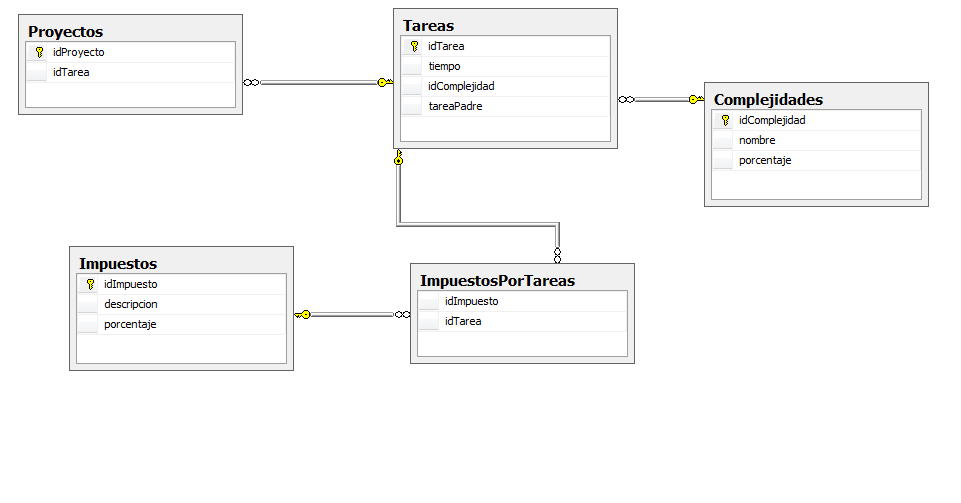 Proyectos
idProyecto
idTarea
Tareas
idTarea
tiempo
idComplejidad
tareaPadre
Complejidades
idComplejidad
nombre
porcentaje
Impuestos
idImpuesto
descripcion
porcentaje
ImpuestosPorTareas
idImpuesto
idTarea